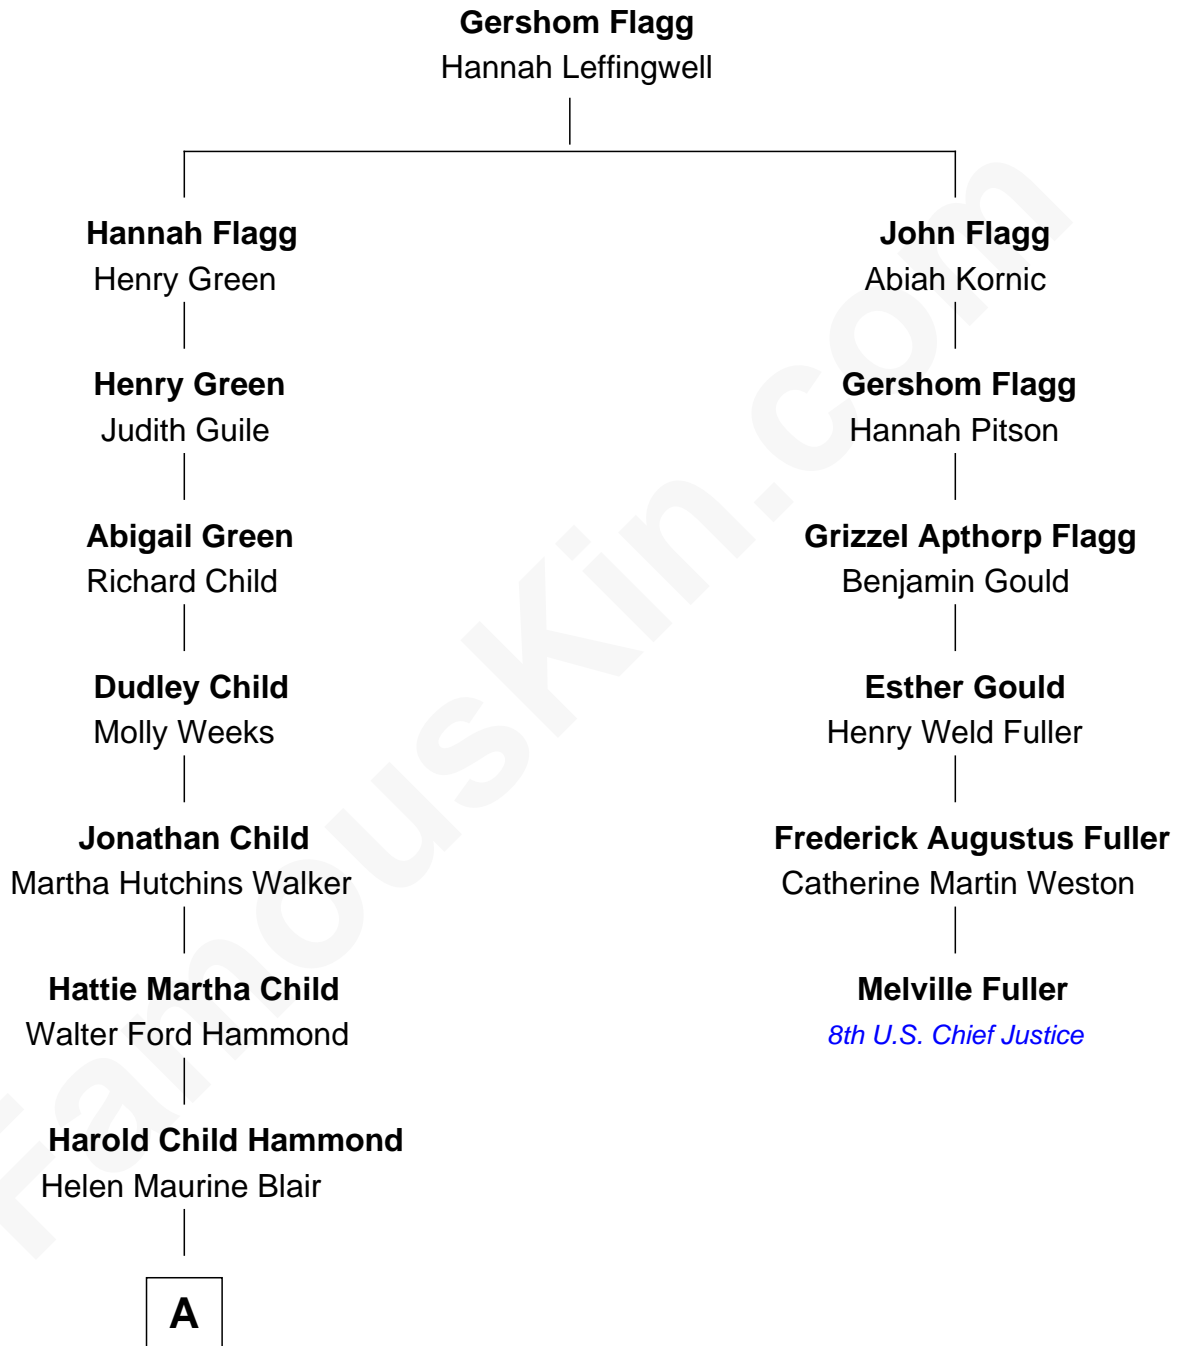 Gershom Flagg
Hannah Leffingwell
Hannah Flagg
Henry Green
John Flagg
Abiah Kornic
Henry Green
Judith Guile
Gershom Flagg
Hannah Pitson
Abigail Green
Richard Child
Grizzel Apthorp Flagg
Benjamin Gould
Dudley Child
Molly Weeks
Esther Gould
Henry Weld Fuller
Jonathan Child
Martha Hutchins Walker
Frederick Augustus Fuller
Catherine Martin Weston
Hattie Martha Child
Walter Ford Hammond
Melville Fuller
8th U.S. Chief Justice
Harold Child Hammond
Helen Maurine Blair
A
FamousKin.com